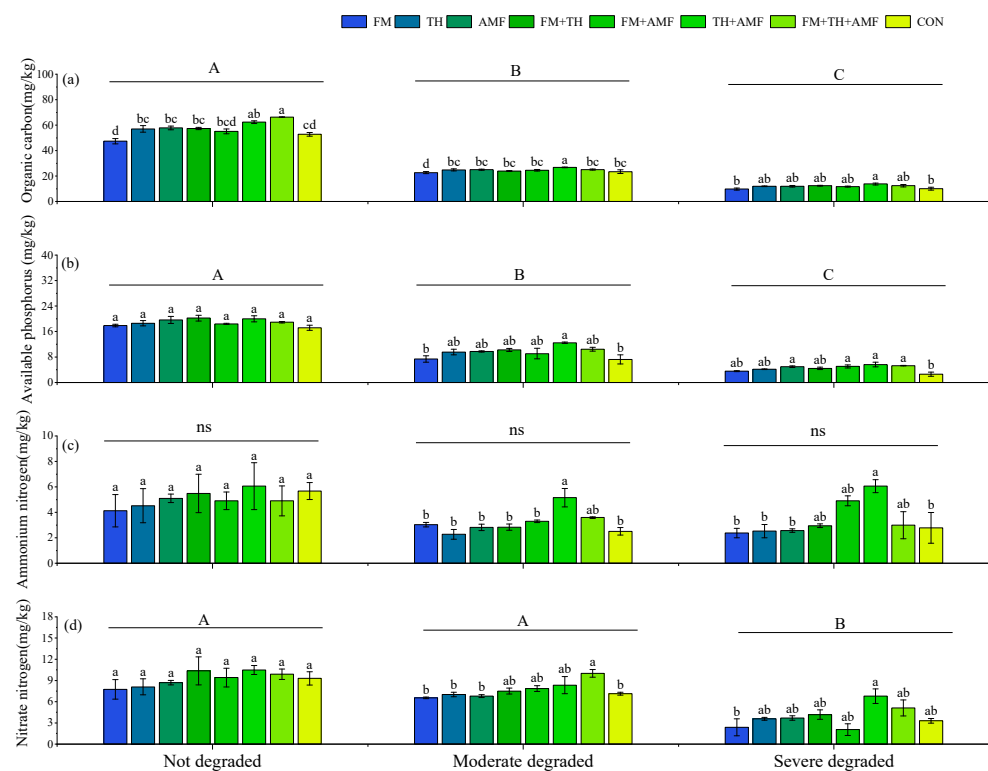 FM TH AMF FM+TH FM+AMF TH+AMF FM+TH+AMF CON
(a)
Organic carbon(mg/kg)
100
80
60
40
20
0
A
B
C
d bc bc bc bcd ab a cd
d bc bc bc bc a bc bc
b ab ab ab ab a ab b
(b)
Available phosphorus (mg/kg)
40
32
24
16
8
0
A
B
C
a a a a a a a a
b ab ab ab ab a ab b
ab ab a ab a a a b
(c)
Ammonium nitrogen(mg/kg)
10
8
6
4
2
0
ns
ns
ns
a a a a a a a a
b b b b b a ab b
b b b ab ab a ab b
(d)
Nitrate nitrogen(mg/kg)
18
15
12
9
6
3
0
A
A
B
a a a a a a a a
b b b ab ab ab a b
b ab ab ab b a ab ab
Not degraded
Moderate degraded
Severe degraded